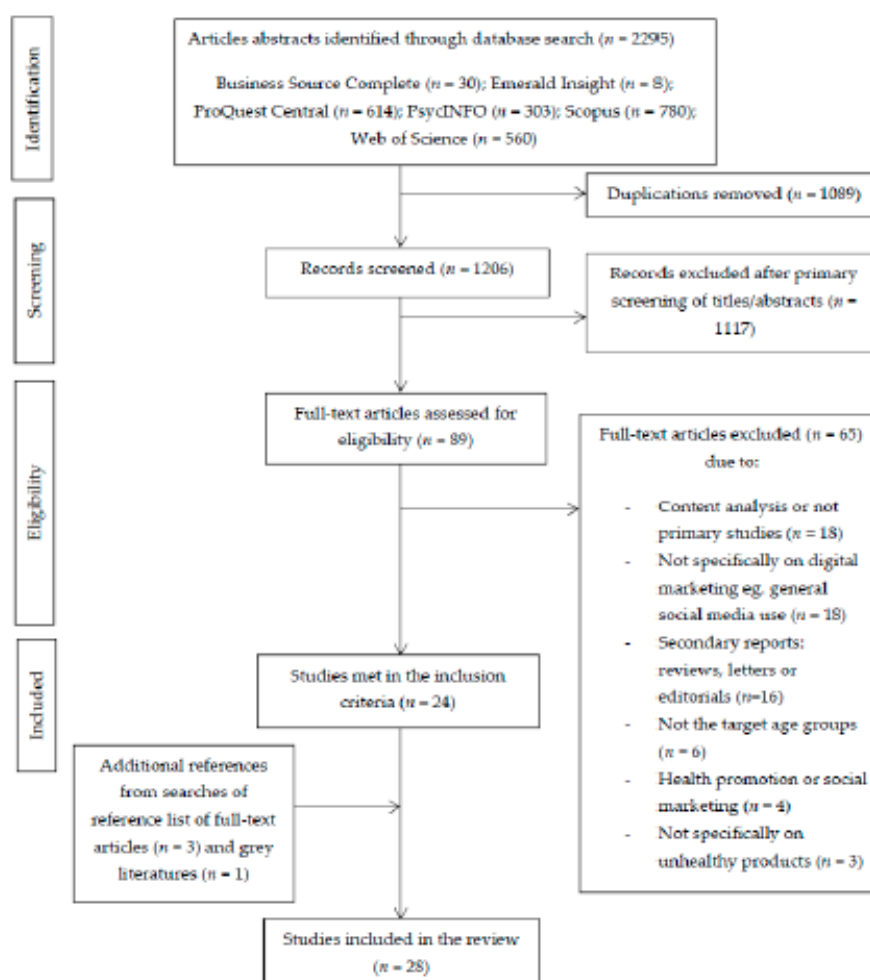 Identification
Articles abstracts identified through database search (n = 2295)
Business Source Complete (n = 30); Emerald Insight (n = 8);
ProQuest Central (n = 614); PsycINFO (n = 303); Scopus (n = 780);
Web of Science (n = 560)
Duplications removed (n = 1089)
Screening
Records screened (n = 1206)
Records excluded after primary
screening of titles/abstracts (n =
1117)
Eligibility
Full-text articles assessed for
eligibility (n = 89)
Full-text articles excluded (n = 65)
due to:
- Content analysis or not
primary studies (n = 18)
- Not specifically on digital
marketing eg. general
social media use (n = 18)
- Secondary reports:
reviews, letters or
editorials (n=16)
- Not the target age groups
(n = 6)
- Health promotion or social
marketing (n = 4)
- Not specifically on
unhealthy products (n = 3)
Included
Studies met in the inclusion
criteria (n = 24)
Additional references
from searches of
reference list of full-text
articles (n = 3) and grey
literatures (n = 1)
Studies included in the review
(n = 28)